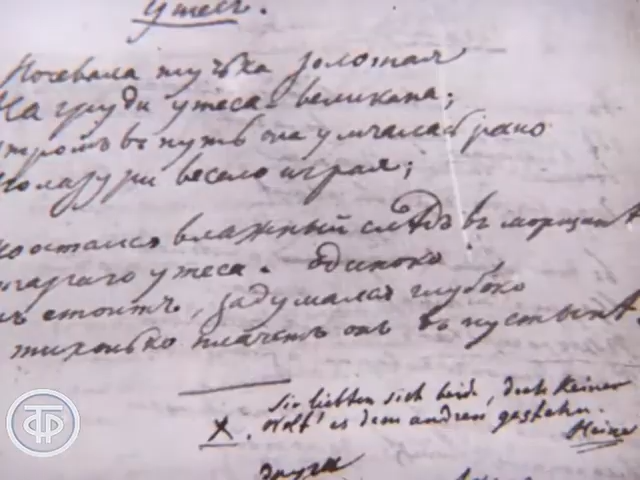 Утесъ.
Ночевала тучка золотая
На груди утеса великана;
утромъ въ путь она умчалась рано
по лазури весело играя;
но остался влажный слѣдъ въ морщинѣ
стараго утеса. одиноко
онъ стоитъ, задумался глубоко
тихонько плачетъ онъ въ пустынѣ.
Sie liebten sich beide, doch keiner
X. Wollt' es dem andern gestehn.
Heine